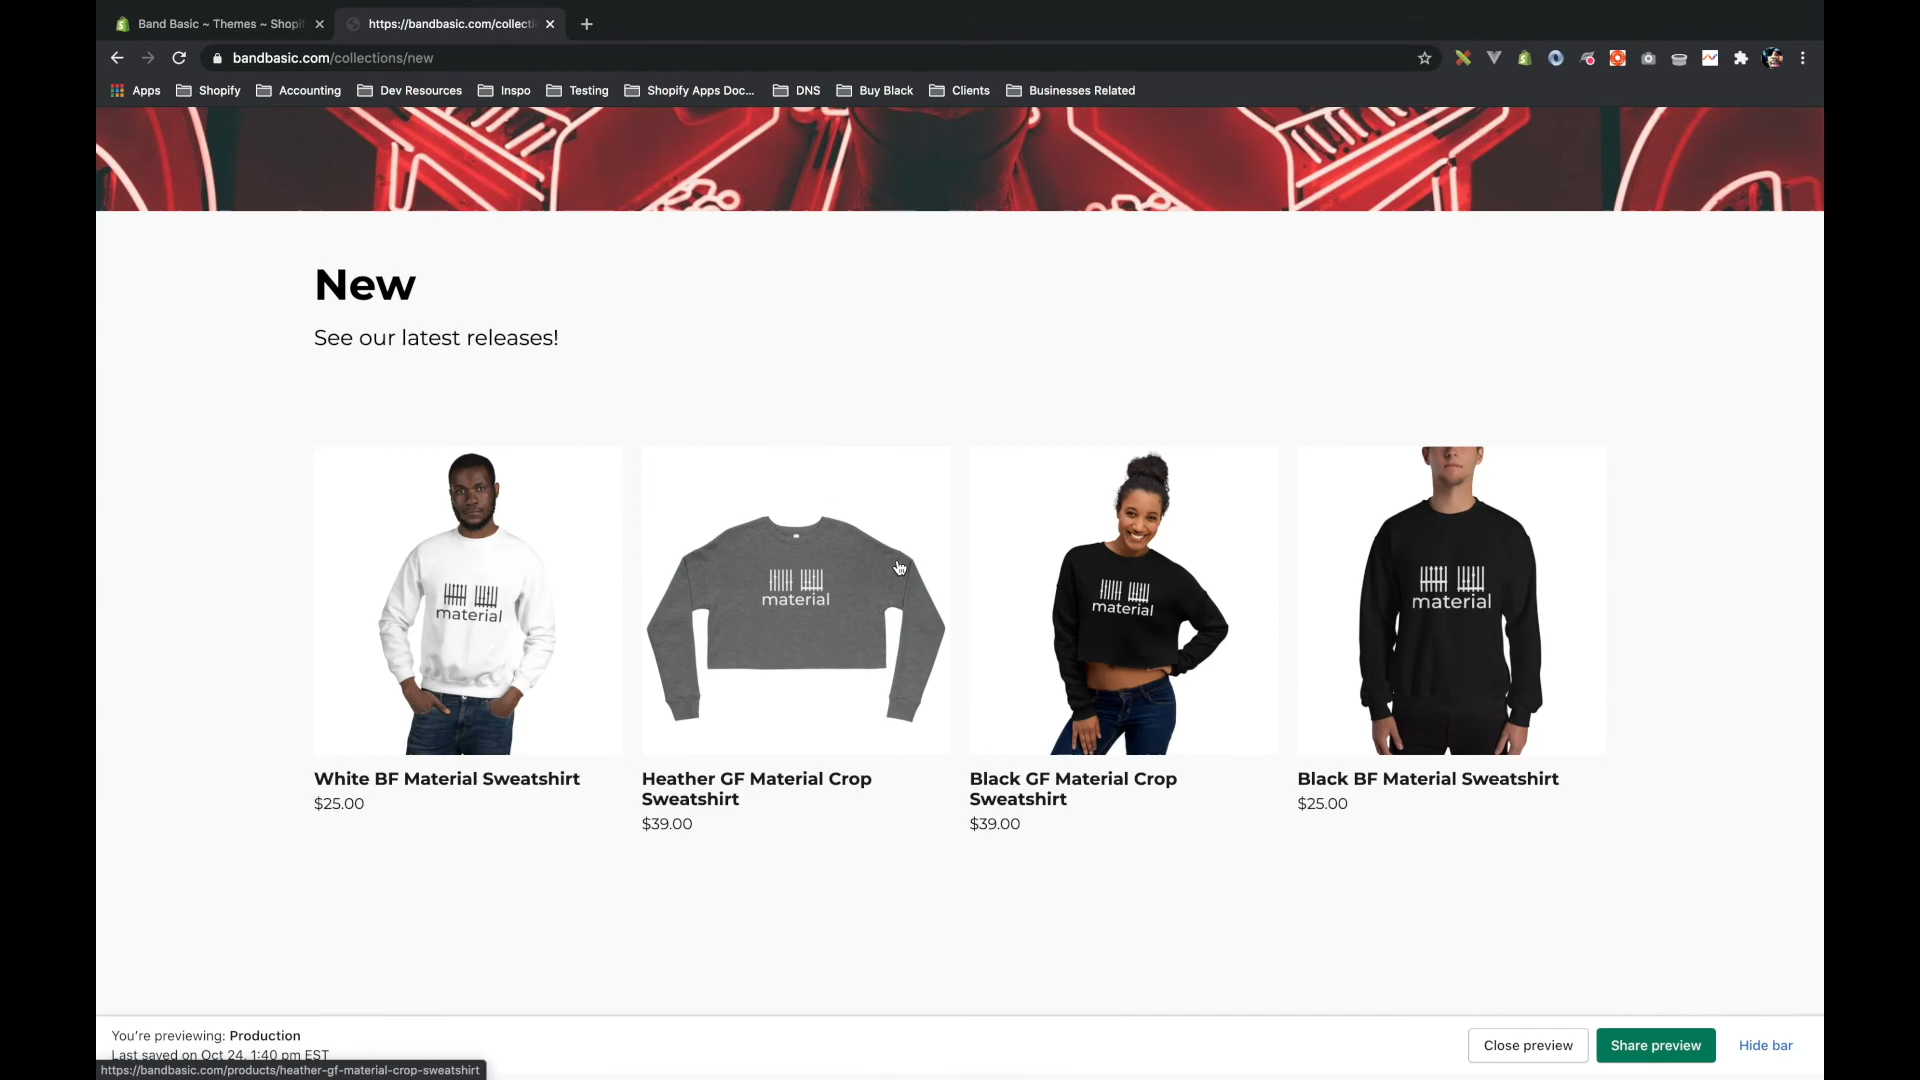 Band Basic ~ Themes ~ Shopif
https://bandbasic.com/collecti
bandbasic.com/collections/new
Apps
Shopify
Accounting
Dev Resources
Inspo
Testing
Shopify Apps Doc...
DNS
Buy Black
Clients
Businesses Related
New
See our latest releases!
material
material
material
material
White BF Material Sweatshirt
$25.00
Heather GF Material Crop
Sweatshirt
$39.00
Black GF Material Crop
Sweatshirt
$39.00
Black BF Material Sweatshirt
$25.00
You're previewing: Production
Last saved on Oct 24, 1:40 pm EST
https://bandbasic.com/products/heather-gf-material-crop-sweatshirt
Close preview
Share preview
Hide bar